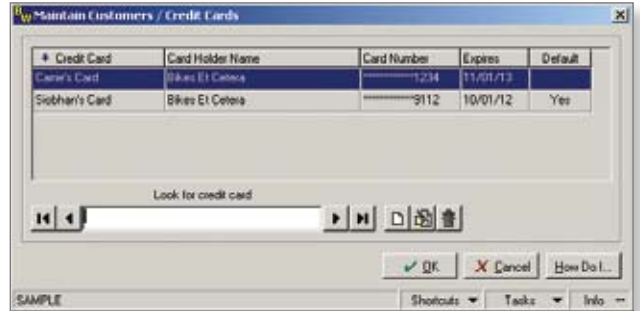 BW Maintain Customers / Credit Cards
Credit Card Card Holder Name Card Number Expires Default
Carrie's Card Bikes Et Cetera **********1234 11/01/13
Siobhan's Card Bikes Et Cetera **********9112 10/01/12 Yes
Look for credit card
OK Cancel How Do I...
SAMPLE Shortcuts Tasks Info